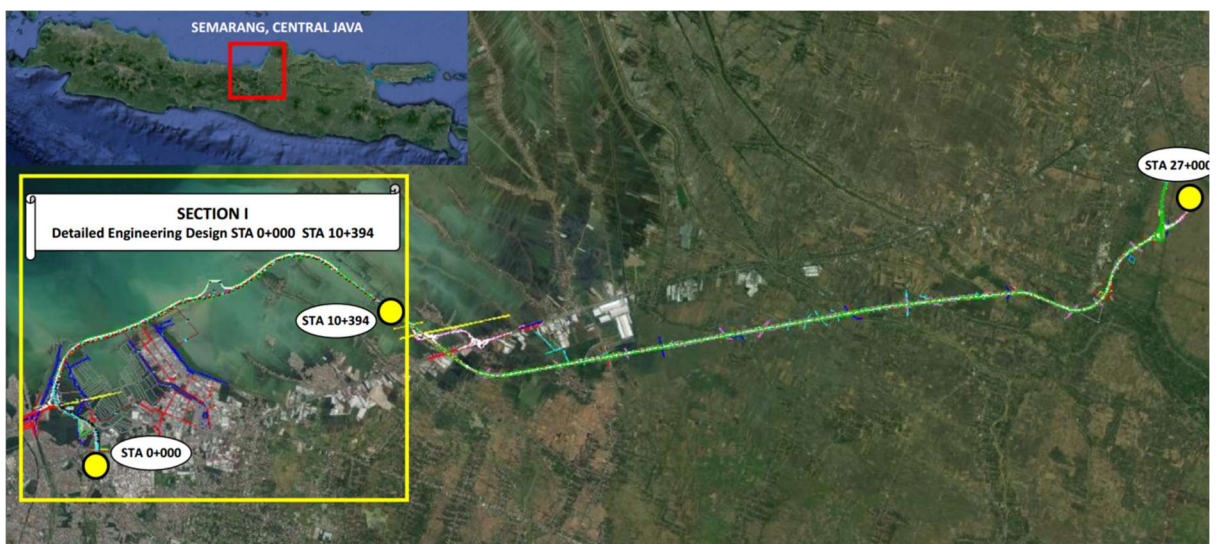 SEMARANG, CENTRAL JAVA
SECTION I
Detailed Engineering Design STA 0+000 STA 10+394
STA 27+000
STA 10+394
STA 0+000